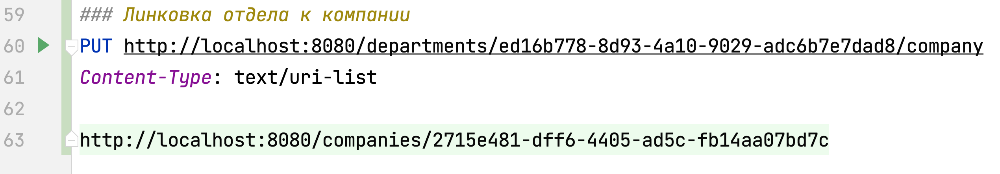 59 ### Линковка отдела к компании
60 PUT http://localhost:8080/departments/ed16b778-8d93-4a10-9029-adc6b7e7dad8/company
61 Content-Type: text/uri-list
62
63 http://localhost:8080/companies/2715e481-dff6-4405-ad5c-fb14aa07bd7c